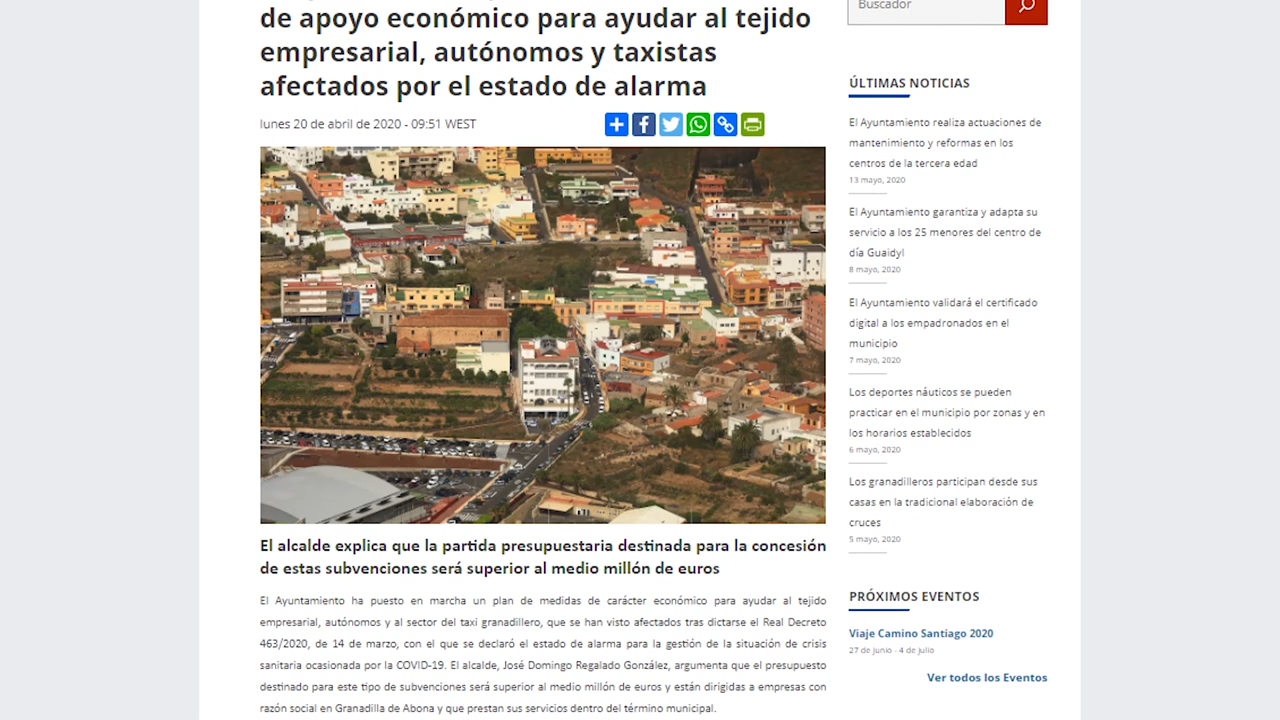 de apoyo económico para ayudar al tejido
empresarial, autónomos y taxistas
afectados por el estado de alarma
lunes 20 de abril de 2020 - 09:51 WEST
El alcalde explica que la partida presupuestaria destinada para la concesión
de estas subvenciones será superior al medio millón de euros
El Ayuntamiento ha puesto en marcha un plan de medidas de carácter económico para ayudar al tejido
empresarial, autónomos y al sector del taxi granadillero, que se han visto afectados tras dictarse el Real Decreto
463/2020, de 14 de marzo, con el que se declaró el estado de alarma para la gestión de la situación de crisis
sanitaria ocasionada por la COVID-19. El alcalde, José Domingo Regalado González, argumenta que el presupuesto
destinado para este tipo de subvenciones será superior al medio millón de euros y están dirigidas a empresas con
razón social en Granadilla de Abona y que prestan sus servicios dentro del término municipal.
Buscador
ÚLTIMAS NOTICIAS
El Ayuntamiento realiza actuaciones de
mantenimiento y reformas en los
centros de la tercera edad
13 mayo, 2020
El Ayuntamiento garantiza y adapta su
servicio a los 25 menores del centro de
día Guaidyl
8 mayo, 2020
El Ayuntamiento validará el certificado
digital a los empadronados en el
municipio
7 mayo, 2020
Los deportes náuticos se pueden
practicar en el municipio por zonas y en
los horarios establecidos
6 mayo, 2020
Los granadilleros participan desde sus
casas en la tradicional elaboración de
cruces
5 mayo, 2020
PRÓXIMOS EVENTOS
Viaje Camino Santiago 2020
27 de junio - 4 de julio
Ver todos los Eventos